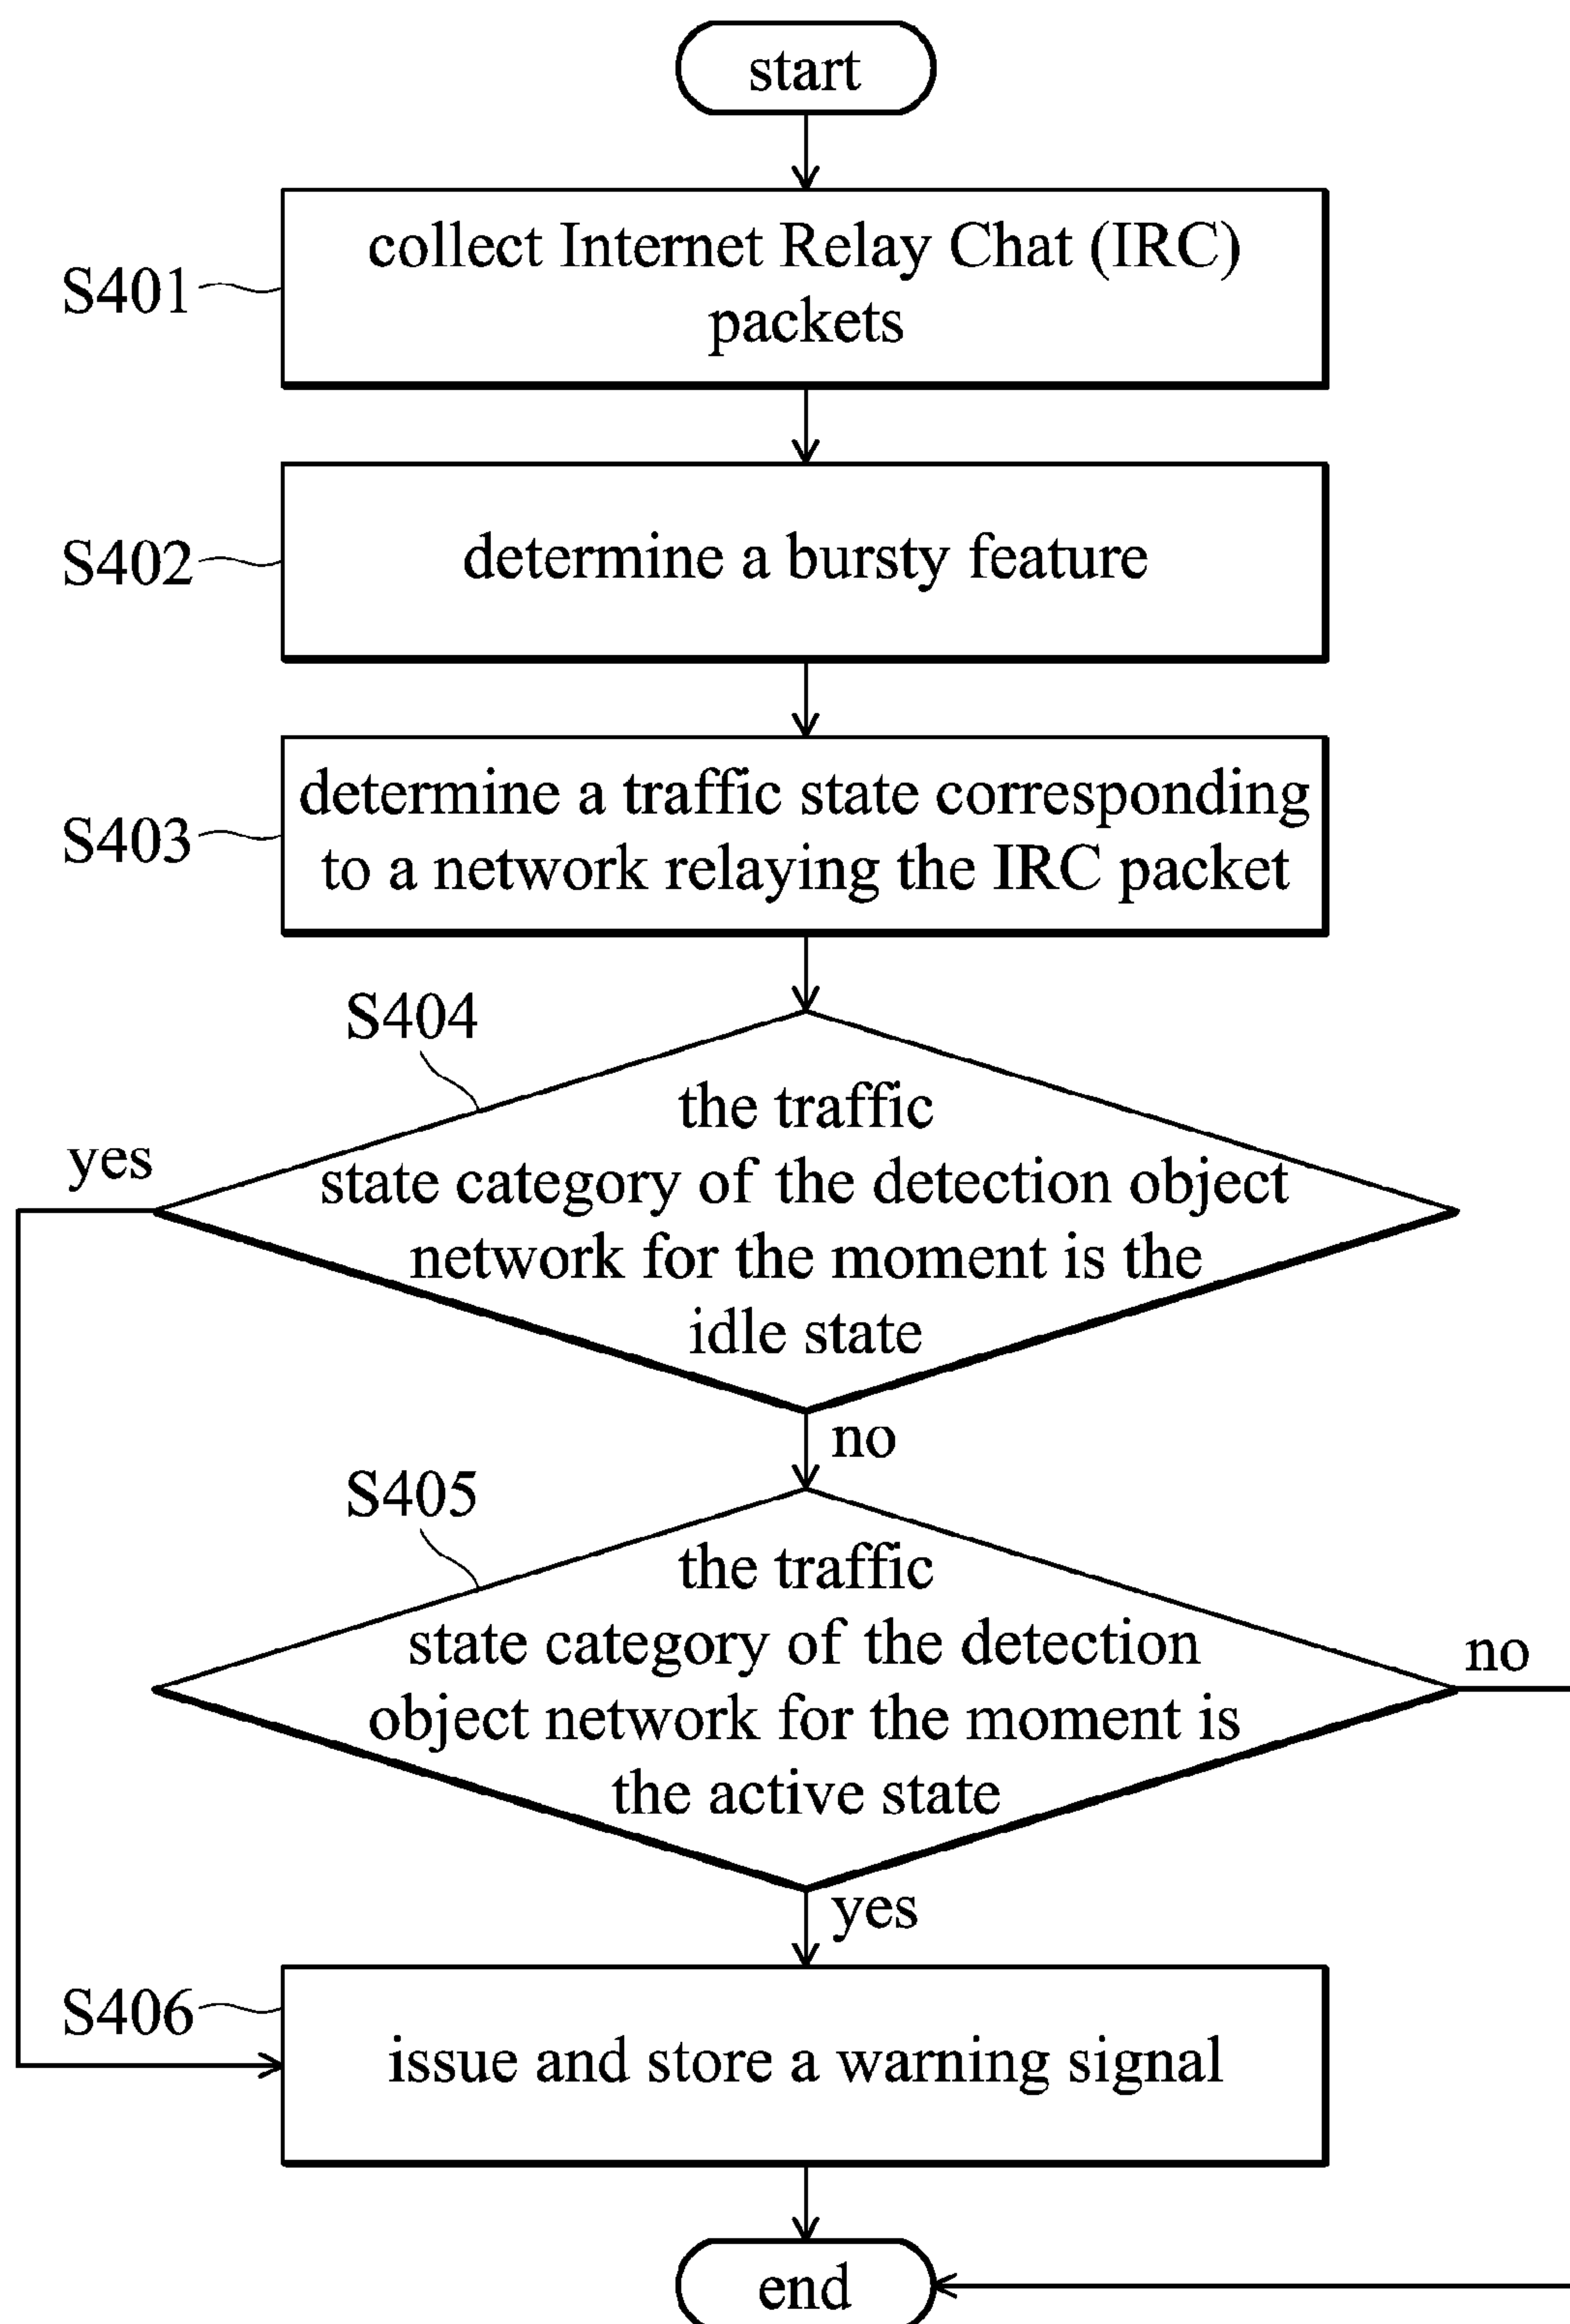 start
S401
collect Internet Relay Chat (IRC)
packets
S402
determine a bursty feature
S403
determine a traffic state corresponding
to a network relaying the IRC packet
S404
the traffic
state category of the detection object
network for the moment is the
idle state
yes
no
S405
the traffic
state category of the detection
object network for the moment is
the active state
no
yes
S406
issue and store a warning signal
end